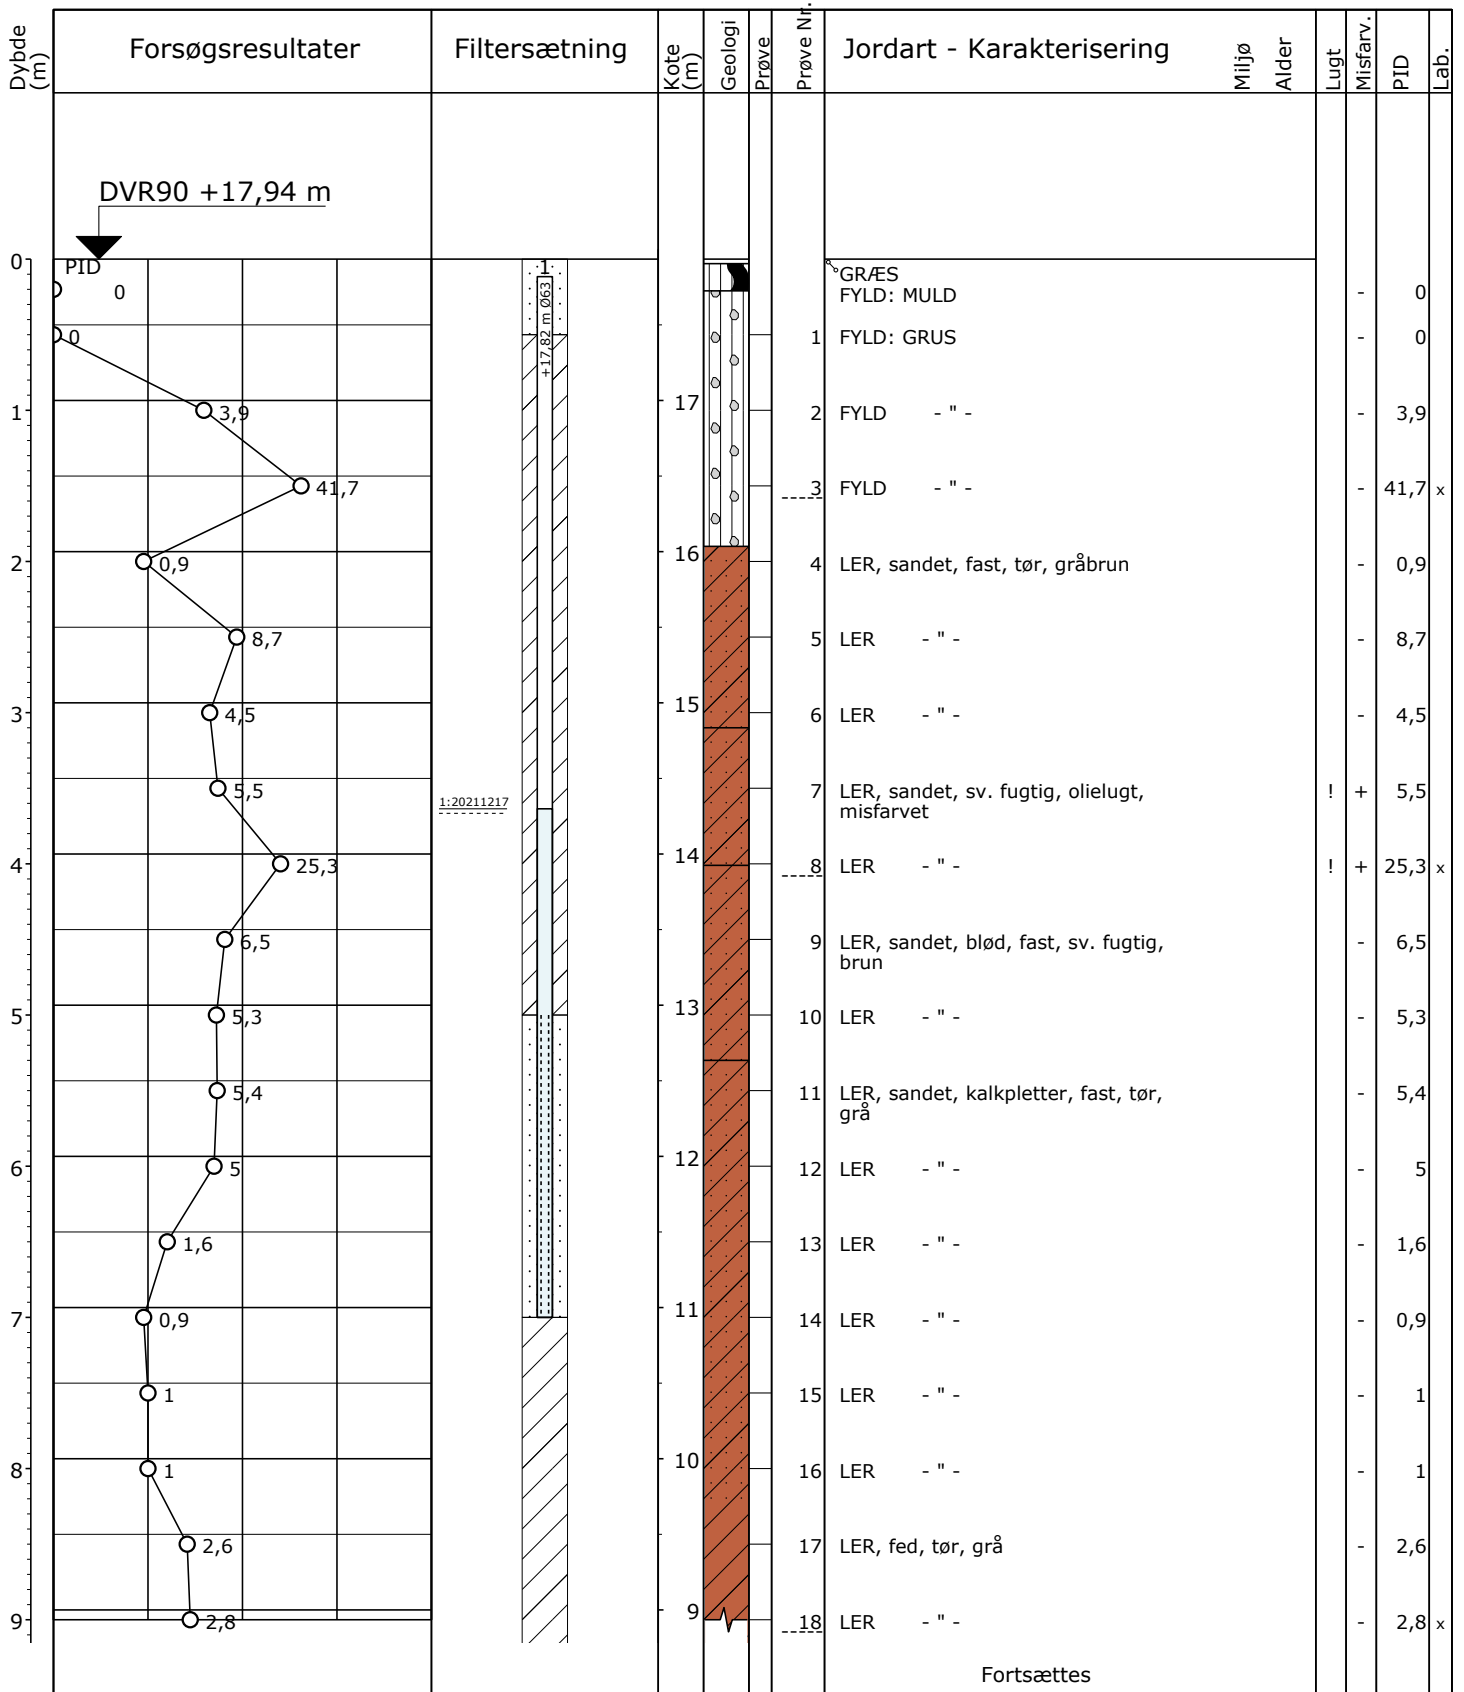 Dybde (m) Forsøgsresultater Filtersætning Kote (m) Geologi Prøve Prøve Nr. Jordart - Karakterisering Miljø Alder Lugt Misfarv. PID Lab.
DVR90 +17,94 m
0 PID 1 GRÆS
0 FYLD: MULD - 0
+17,82 m Ø63
0 1 FYLD: GRUS - 0
17
1 3,9 2 FYLD - " - - 3,9
41,7 3 FYLD - " - - 41,7 x
16
2 0,9 4 LER, sandet, fast, tør, gråbrun - 0,9
8,7 5 LER - " - - 8,7
15
3 4,5 6 LER - " - - 4,5
5,5 7 LER, sandet, sv. fugtig, olielugt, ! + 5,5
misfarvet
1:20211217
14
4 25,3 8 LER - " - ! + 25,3 x
6,5 9 LER, sandet, blød, fast, sv. fugtig, - 6,5
brun
13
5 5,3 10 LER - " - - 5,3
5,4 11 LER, sandet, kalkpletter, fast, tør, - 5,4
grå
12
6 5 12 LER - " - - 5
1,6 13 LER - " - - 1,6
11
7 0,9 14 LER - " - - 0,9
1 15 LER - " - - 1
10
8 1 16 LER - " - - 1
2,6 17 LER, fed, tør, grå - 2,6
9
9 2,8 18 LER - " - - 2,8 x
Fortsættes